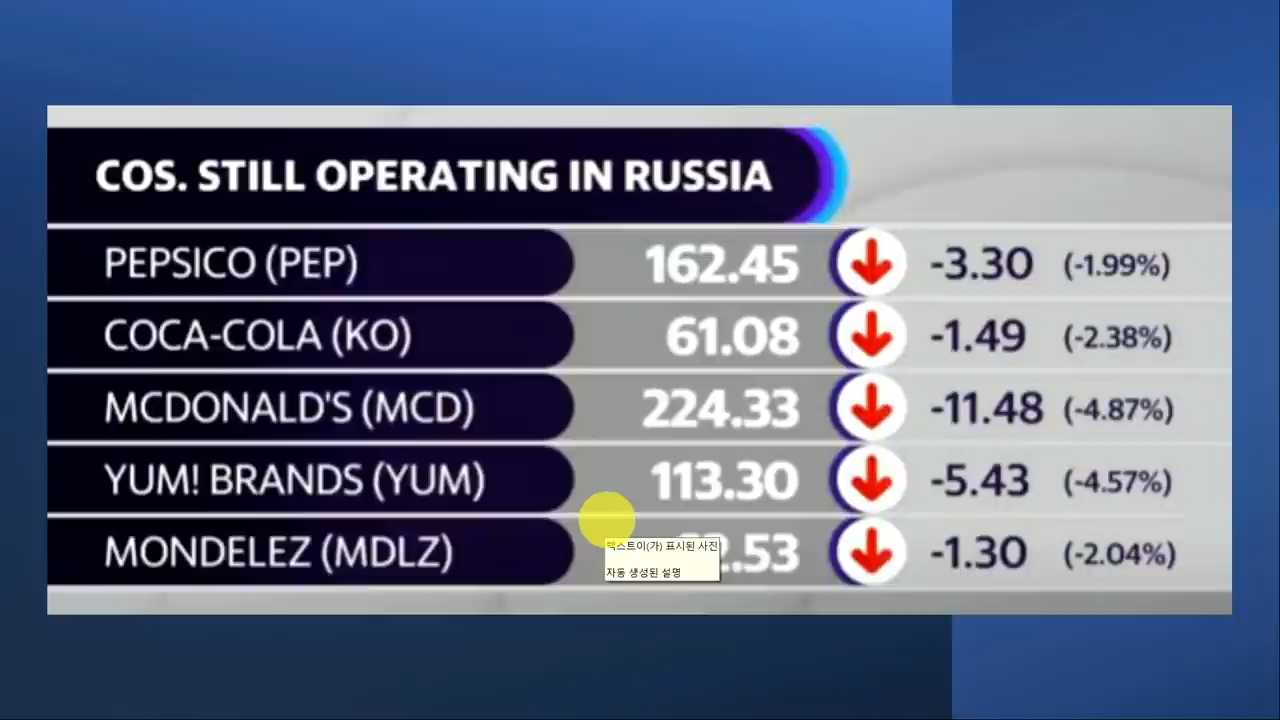 COS. STILL OPERATING IN RUSSIA
PEPSICO (PEP) 162.45 -3.30 (-1.99%)
COCA-COLA (KO) 61.08 -1.49 (-2.38%)
MCDONALD'S (MCD) 224.33 -11.48 (-4.87%)
YUM! BRANDS (YUM) 113.30 -5.43 (-4.57%)
MONDELEZ (MDLZ) 2.53 -1.30 (-2.04%)
텍스트이(가) 표시된 사진
자동 생성된 설명